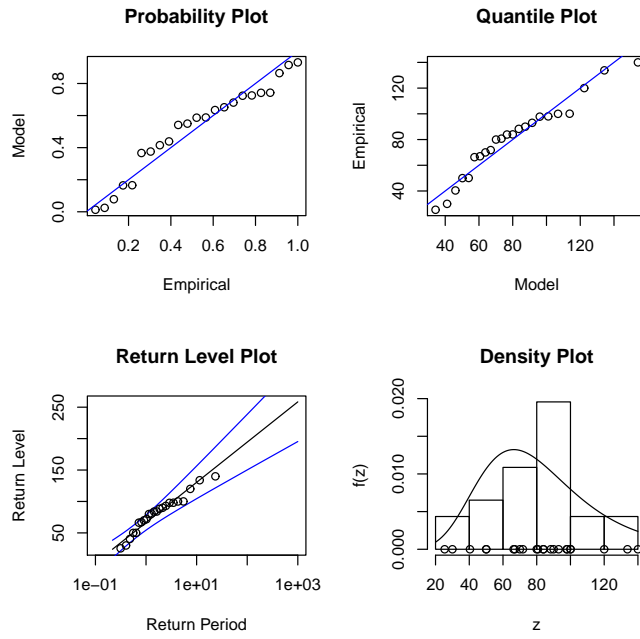 Probability Plot
Model
0.0 0.4 0.8
0.2 0.4 0.6 0.8 1.0
Empirical
Quantile Plot
Empirical
40 80 120
40 60 80 120
Model
Return Level Plot
Return Level
50 150 250
1e−01 1e+01 1e+03
Return Period
Density Plot
f(z)
0.000 0.010 0.020
20 40 60 80 120
z